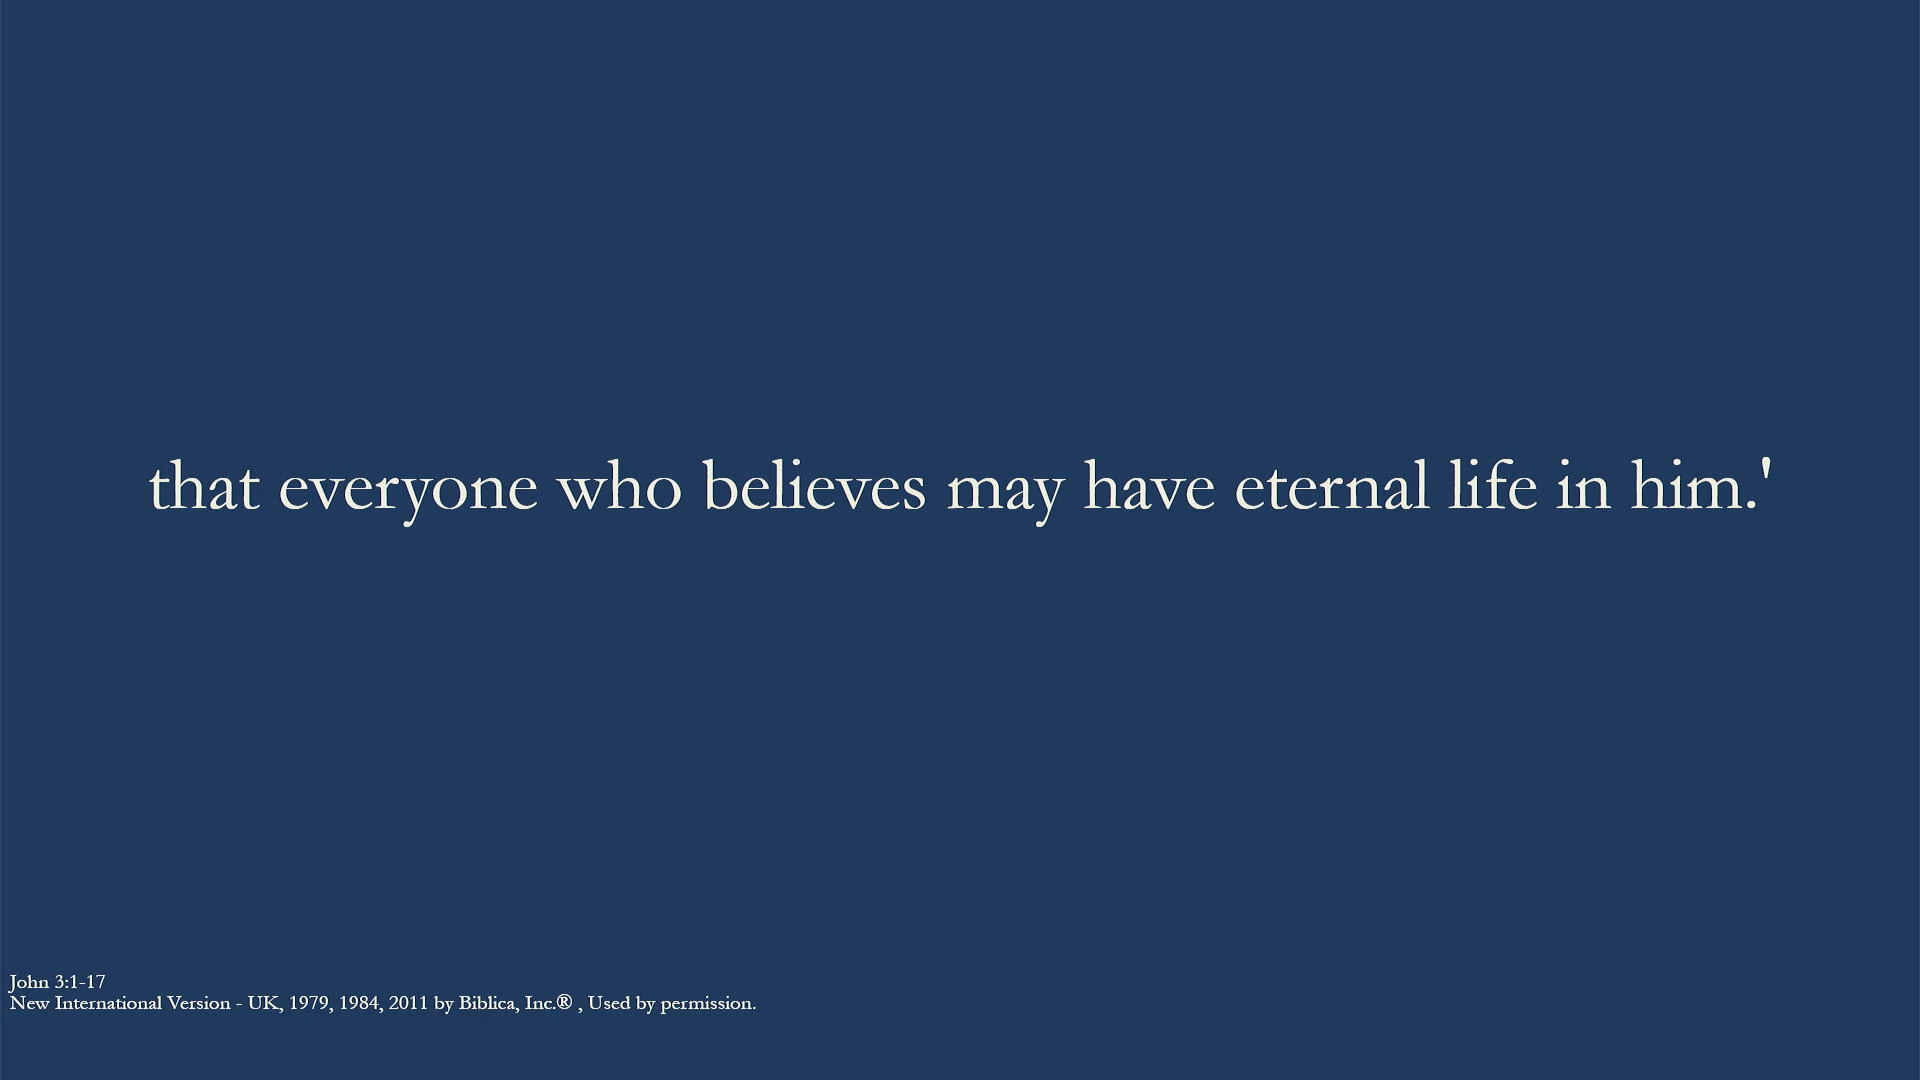 that everyone who believes may have eternal life in him.'
John 3:1-17
New International Version - UK, 1979, 1984, 2011 by Biblica, Inc.® , Used by permission.